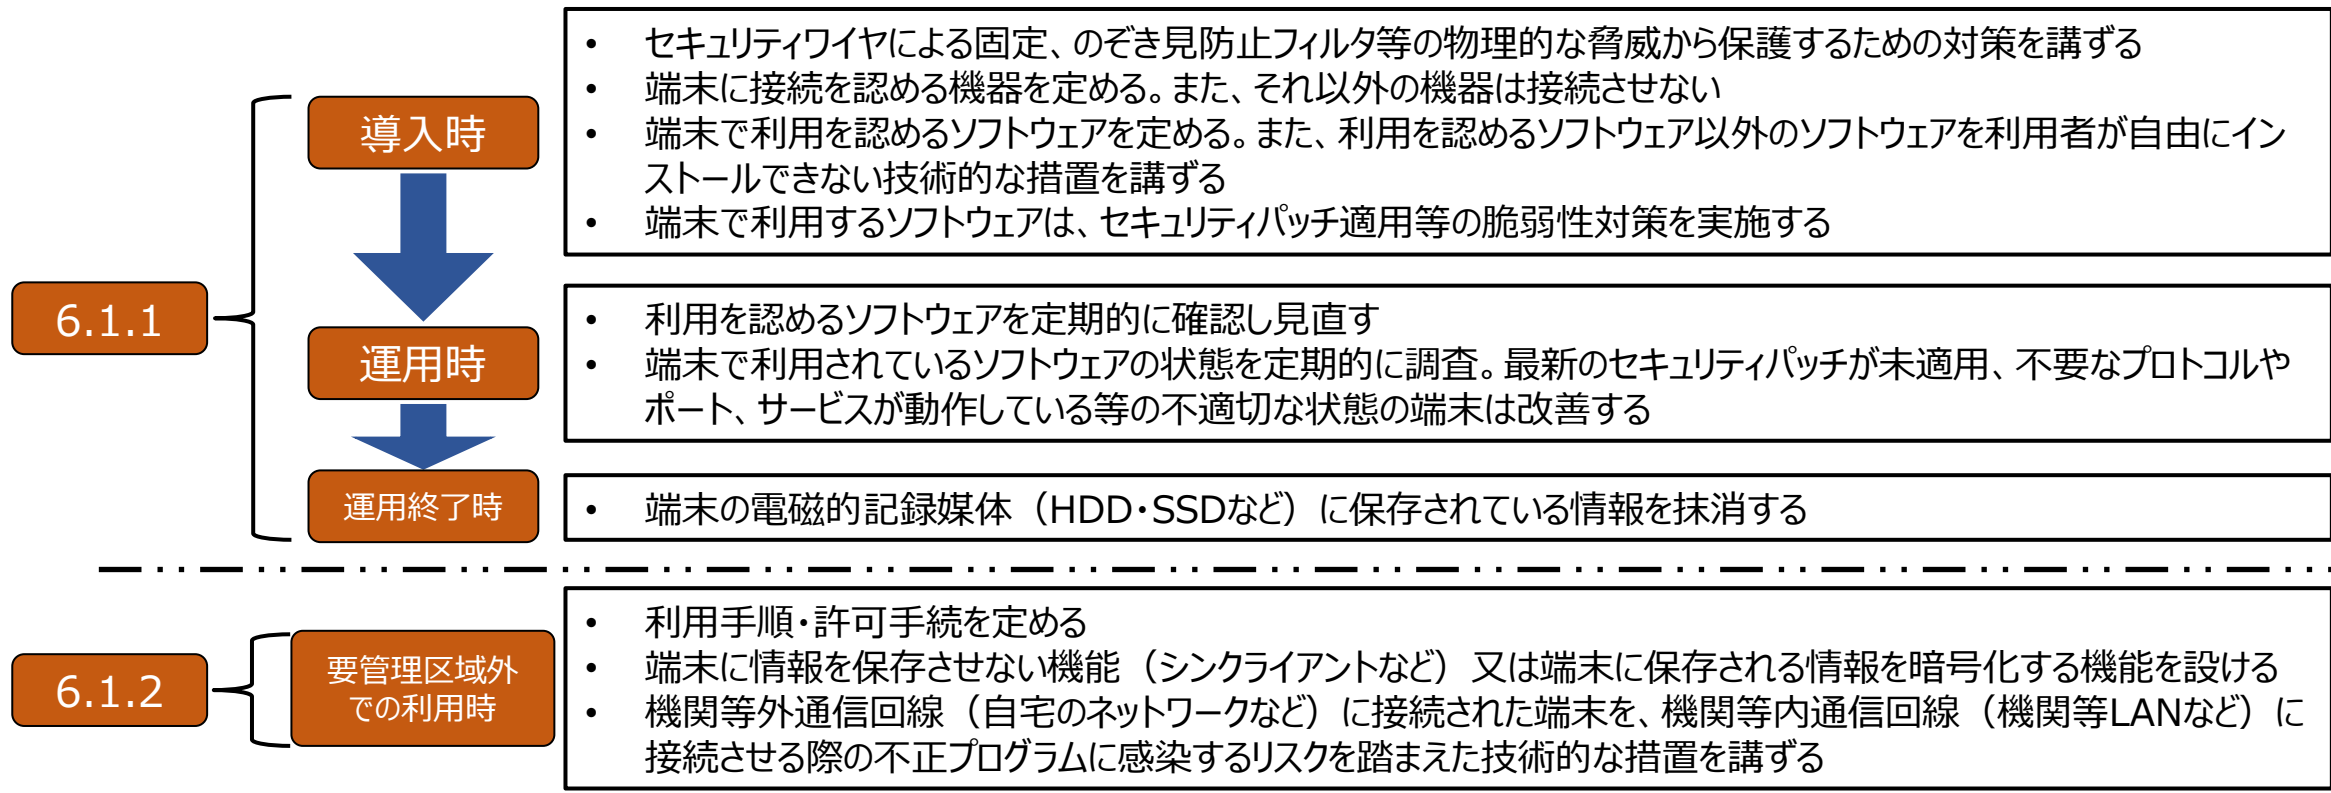 6.1.1
導入時
• セキュリティワイヤによる固定、のぞき見防止フィルタ等の物理的な脅威から保護するための対策を講ずる
• 端末に接続を認める機器を定める。また、それ以外の機器は接続させない
• 端末で利用を認めるソフトウェアを定める。また、利用を認めるソフトウェア以外のソフトウェアを利用者が自由にイン
ストールできない技術的な措置を講ずる
• 端末で利用するソフトウェアは、セキュリティパッチ適用等の脆弱性対策を実施する
運用時
• 利用を認めるソフトウェアを定期的に確認し見直す
• 端末で利用されているソフトウェアの状態を定期的に調査。最新のセキュリティパッチが未適用、不要なプロトコルや
ポート、サービスが動作している等の不適切な状態の端末は改善する
運用終了時
• 端末の電磁的記録媒体（HDD・SSDなど）に保存されている情報を抹消する
6.1.2
要管理区域外
での利用時
• 利用手順・許可手続を定める
• 端末に情報を保存させない機能（シンクライアントなど）又は端末に保存される情報を暗号化する機能を設ける
• 機関等外通信回線（自宅のネットワークなど）に接続された端末を、機関等内通信回線（機関等LANなど）に
接続させる際の不正プログラムに感染するリスクを踏まえた技術的な措置を講ずる